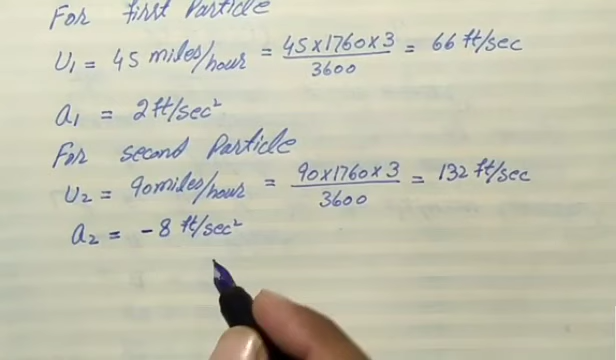 For first Particle
U₁ = 45 miles/hour = 45×1760×3/3600 = 66 ft/sec
a₁ = 2 ft/sec²
For second Particle
U₂ = 90 miles/hour = 90×1760×3/3600 = 132 ft/sec
a₂ = -8 ft/sec²